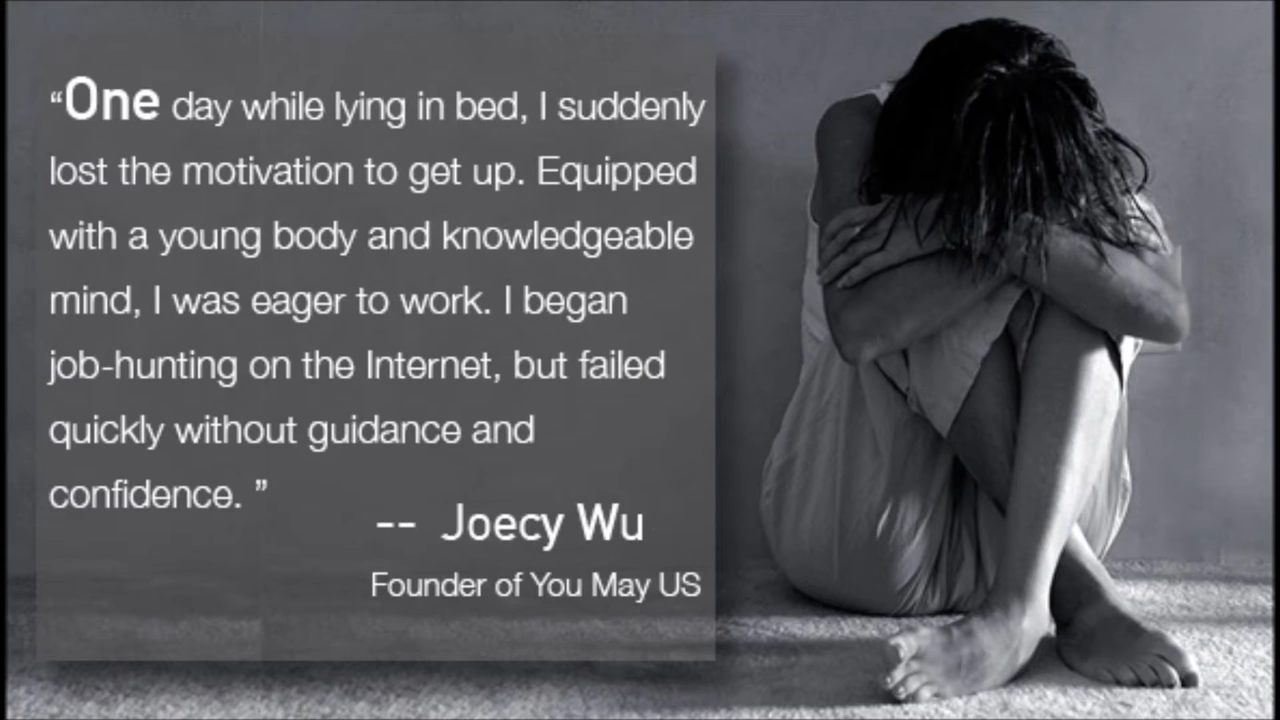 “One day while lying in bed, I suddenly
lost the motivation to get up. Equipped
with a young body and knowledgeable
mind, I was eager to work. I began
job-hunting on the Internet, but failed
quickly without guidance and
confidence. ”
-- Joecy Wu
Founder of You May US